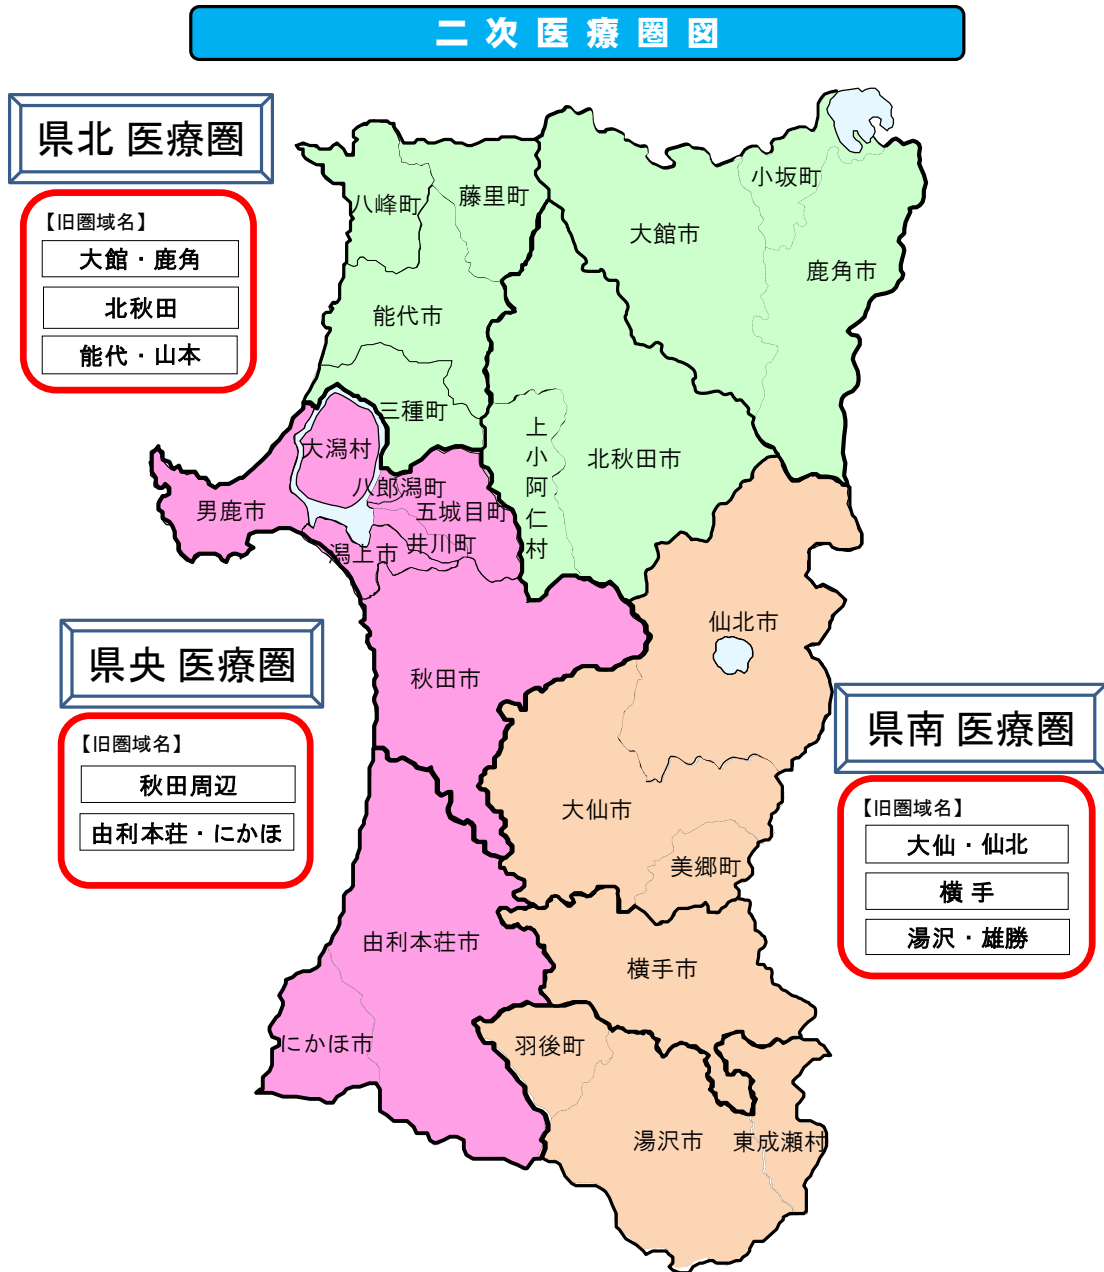 二次医療圏図
県北 医療圏
【旧圏域名】
大館・鹿角
北秋田
能代・山本
八峰町
藤里町
小坂町
大館市
鹿角市
能代市
三種町
上小阿仁村
北秋田市
大潟村
八郎潟町
五城目町
男鹿市
井川町
潟上市
県央 医療圏
【旧圏域名】
秋田周辺
由利本荘・にかほ
秋田市
仙北市
県南 医療圏
【旧圏域名】
大仙・仙北
横 手
湯沢・雄勝
大仙市
美郷町
由利本荘市
横手市
にかほ市
羽後町
湯沢市
東成瀬村